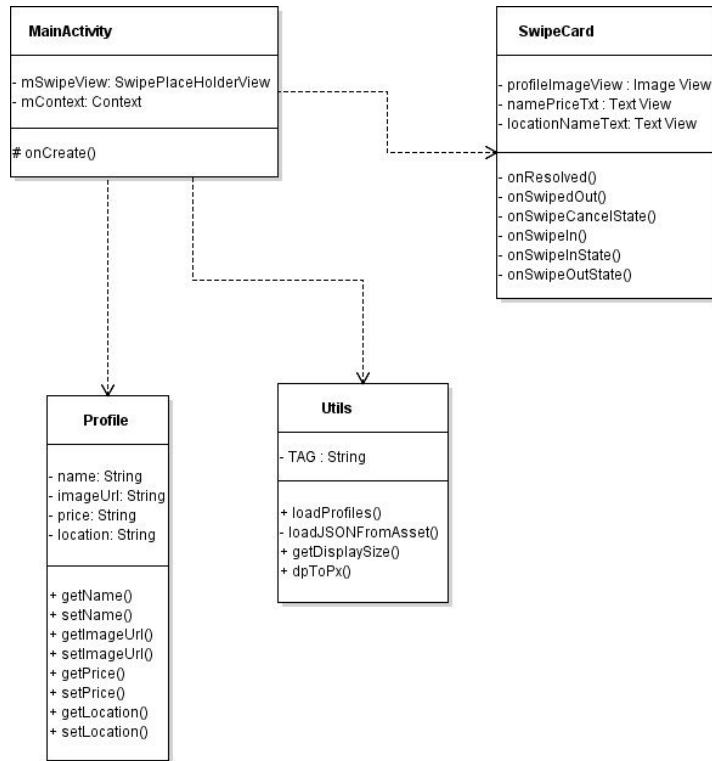 MainActivity
- mSwipeView: SwipePlaceHolderView
- mContext: Context
# onCreate()
SwipeCard
- profileImageView : Image View
- namePriceTxt : Text View
- locationNameText: Text View
- onResolved()
- onSwipedOut()
- onSwipeCancelState()
- onSwipeIn()
- onSwipeInState()
- onSwipeOutState()
Profile
- name: String
- imageUrl: String
- price: String
- location: String
+ getName()
+ setName()
+ getImageUrl()
+ setImageUrl()
+ getPrice()
+ setPrice()
+ getLocation()
+ setLocation()
Utils
- TAG : String
+ loadProfiles()
- loadJSONFromAsset()
+ getDisplaySize()
+ dpToPx()